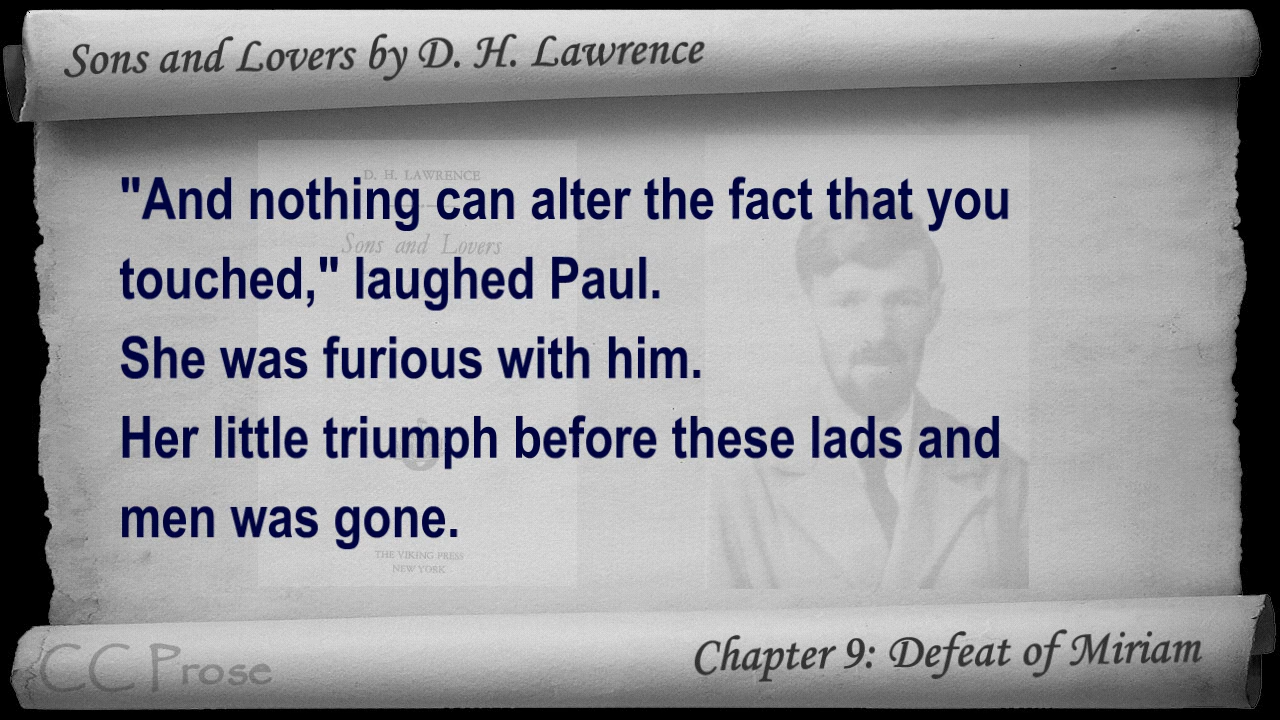 Sons and Lovers by D. H. Lawrence
D. H. LAWRENCE
Sons and Lovers
"And nothing can alter the fact that you
touched," laughed Paul.
She was furious with him.
Her little triumph before these lads and
men was gone.
THE VIKING PRESS
NEW YORK
CC Prose
Chapter 9: Defeat of Miriam